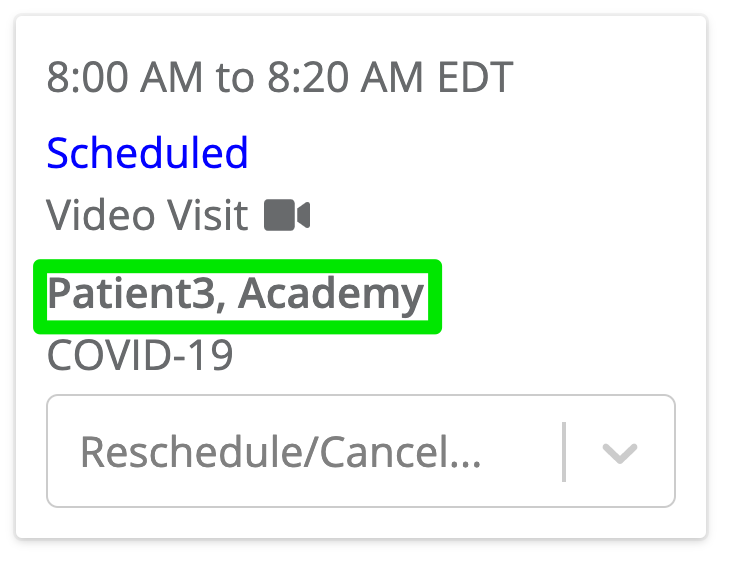 8:00 AM to 8:20 AM EDT
Scheduled
Video Visit
Patient3, Academy
COVID-19
Reschedule/Cancel...